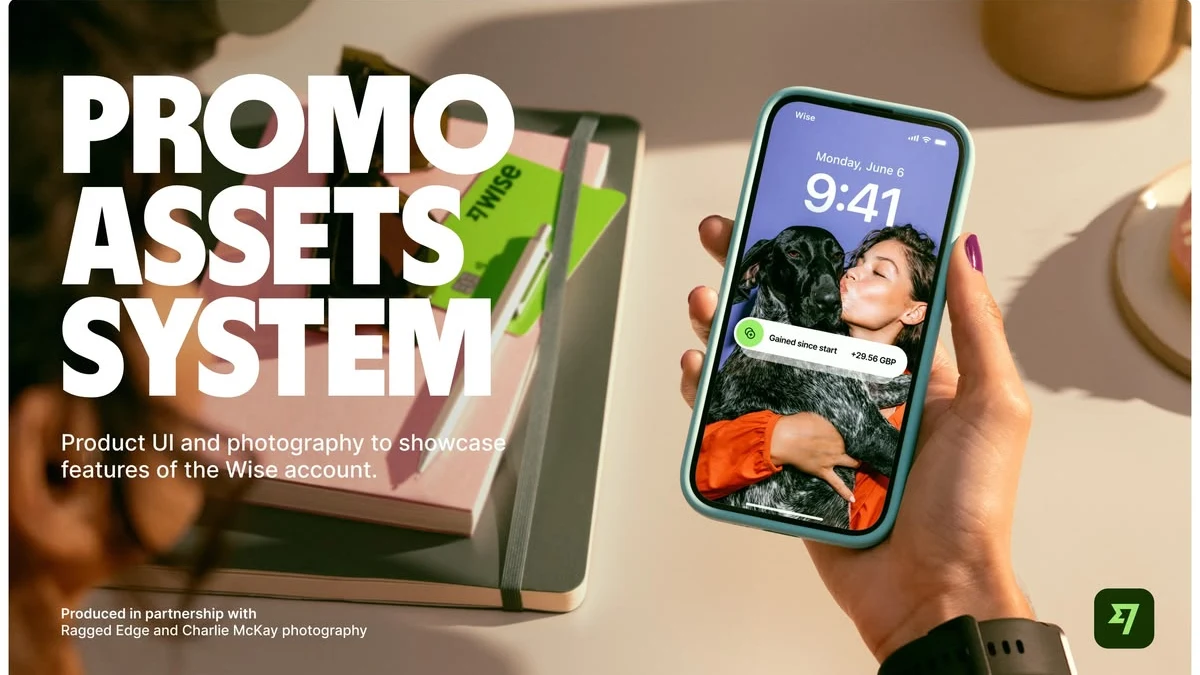 PROMO
ASSETS
SYSTEM
Product UI and photography to showcase
features of the Wise account.
Produced in partnership with
Ragged Edge and Charlie McKay photography
wise
Wise
Monday, June 6
9:41
Gained since start +29.56 GBP